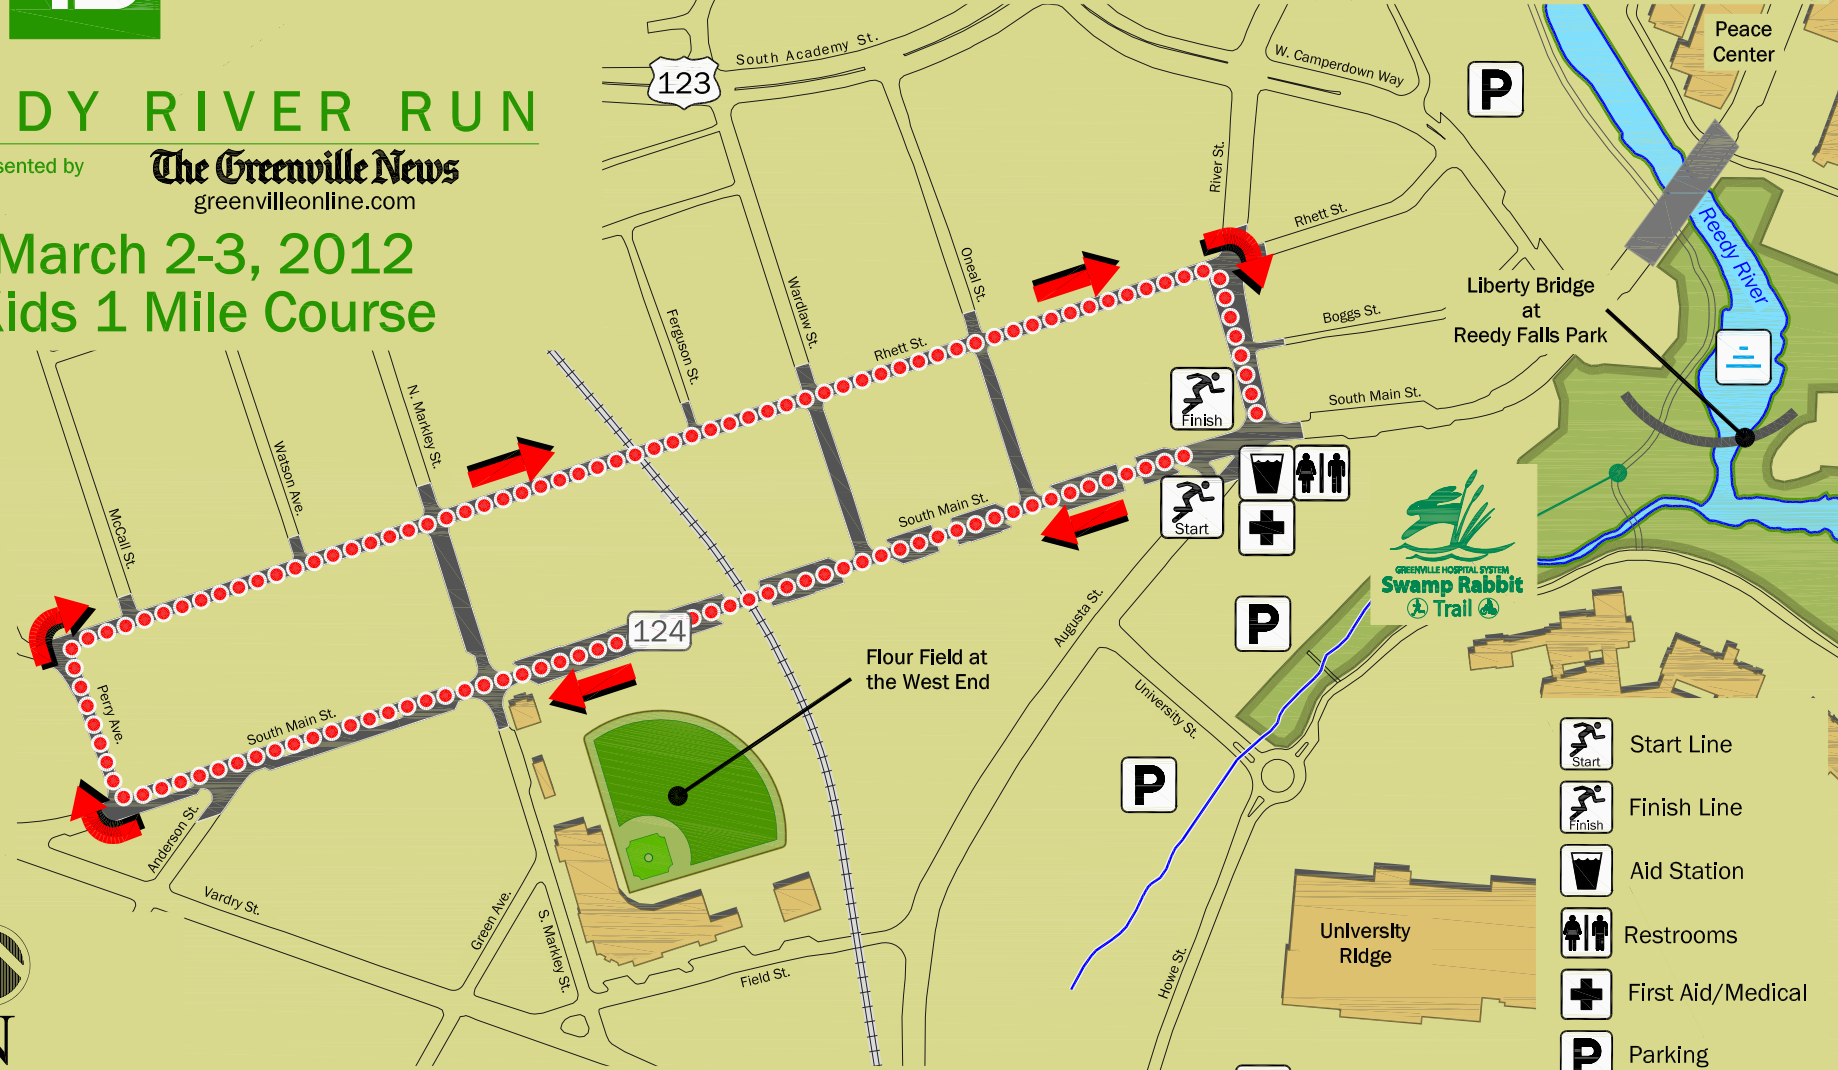 DY RIVER RUN
sented by
The Greenville News
greenvilleonline.com
March 2-3, 2012
ids 1 Mile Course
123
South Academy St.
W. Camperdown Way
P
Peace
Center
River St.
Rhett St.
Oneal St.
Wardlaw St.
Ferguson St.
Rhett St.
Boggs St.
South Main St.
Liberty Bridge
at
Reedy Falls Park
Reedy River
Finish
Start
N. Markley St.
Watson Ave.
McCall St.
South Main St.
124
Flour Field at
the West End
Perry Ave.
South Main St.
Anderson St.
Vardry St.
Green Ave.
S. Markley St.
Field St.
Augusta St.
University St.
Howe St.
P
P
GREENVILLE HOSPITAL SYSTEM
Swamp Rabbit
Trail
University
Ridge
N
Start
Start Line
Finish
Finish Line
Aid Station
Restrooms
First Aid/Medical
P
Parking